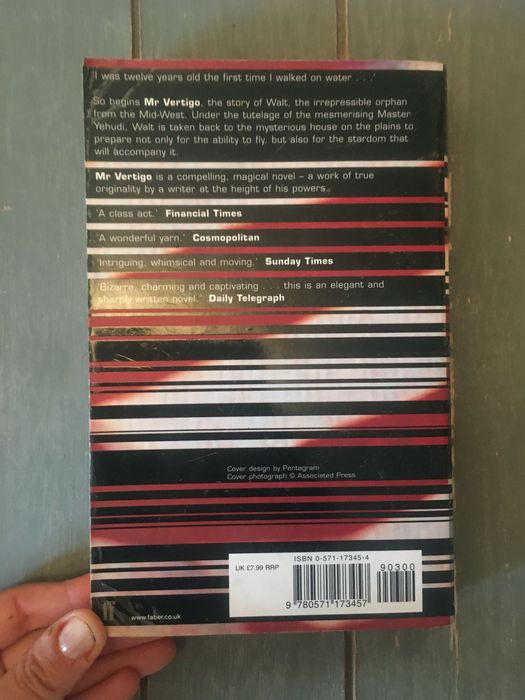 'I was twelve years old the first time I walked on water . . .'
So begins Mr Vertigo, the story of Walt, the irrepressible orphan
from the Mid-West. Under the tutelage of the mesmerising Master
Yehudi, Walt is taken back to the mysterious house on the plains to
prepare not only for the ability to fly, but also for the stardom that
will accompany it.
Mr Vertigo is a compelling, magical novel – a work of true
originality by a writer at the height of his powers.
'A class act.' Financial Times
'A wonderful yarn.' Cosmopolitan
'Intriguing, whimsical and moving.' Sunday Times
'Bizarre, charming and captivating . . . this is an elegant and
sharply written novel.' Daily Telegraph
Cover design by Pentagram
Cover photograph © Associated Press
ISBN 0-571-17345-4
UK £7.99 RRP
90300
9 780571 173457
ff
www.faber.co.uk